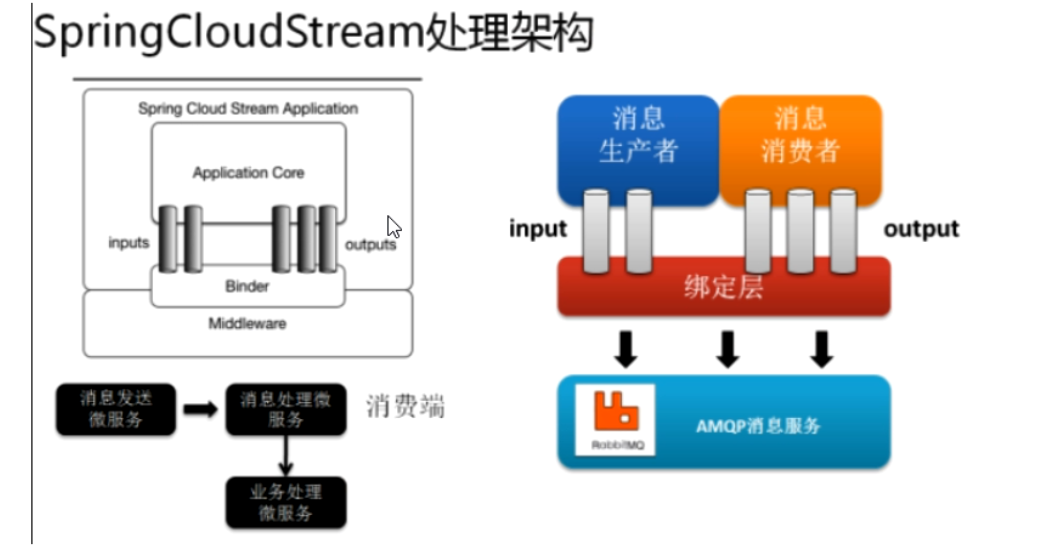 SpringCloudStream处理架构
Spring Cloud Stream Application
Application Core
inputs
outputs
Binder
Middleware
消息发送
微服务
消息处理微
服务
消费端
业务处理
微服务
消息
生产者
消息
消费者
input
output
绑定层
RabbitMQ
AMQP消息服务